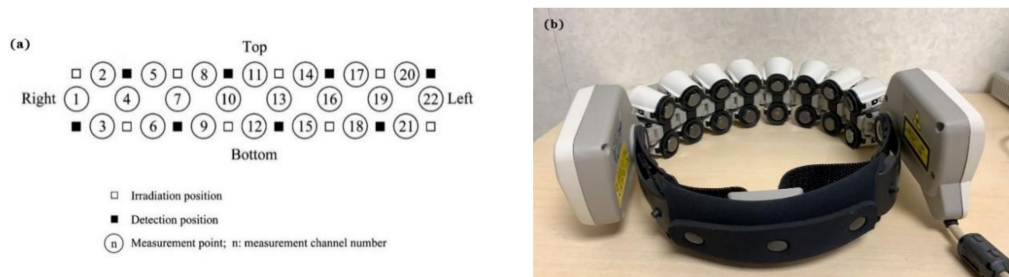 (a)
Top
2 5 8 11 14 17 20
Right 1 4 7 10 13 16 19 22 Left
3 6 9 12 15 18 21
Bottom
Irradiation position
Detection position
n Measurement point; n: measurement channel number
(b)